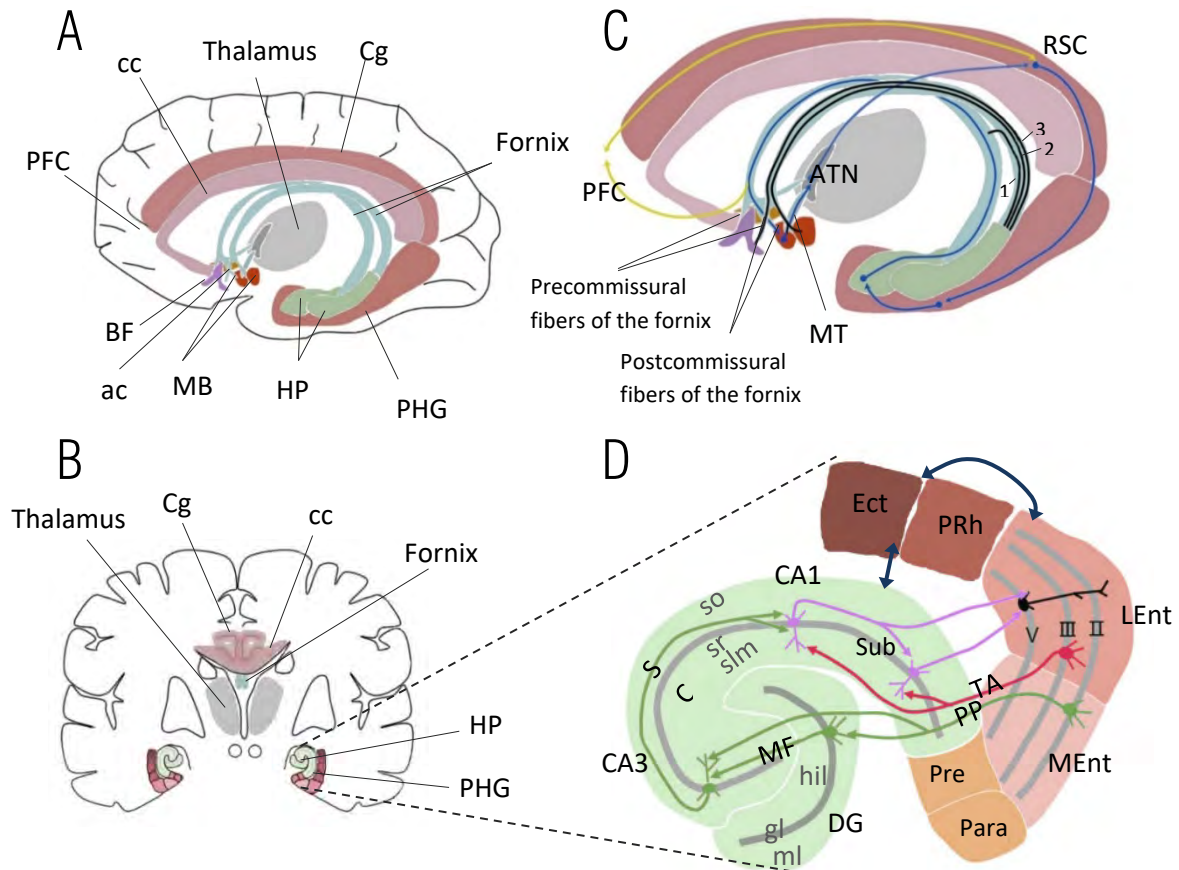 A
Thalamus
Cg
cc
PFC
Fornix
BF
ac
MB
HP
PHG
B
Cg
Thalamus
cc
Fornix
HP
PHG
C
RSC
3
2
1
ATN
PFC
Precommissural
fibers of the fornix
MT
Postcommissural
fibers of the fornix
D
Ect
PRh
CA1
so
LEnt
V
III
II
sr
slm
Sub
S
C
TA
PP
MF
CA3
hil
MEnt
Pre
DG
gl
ml
Para